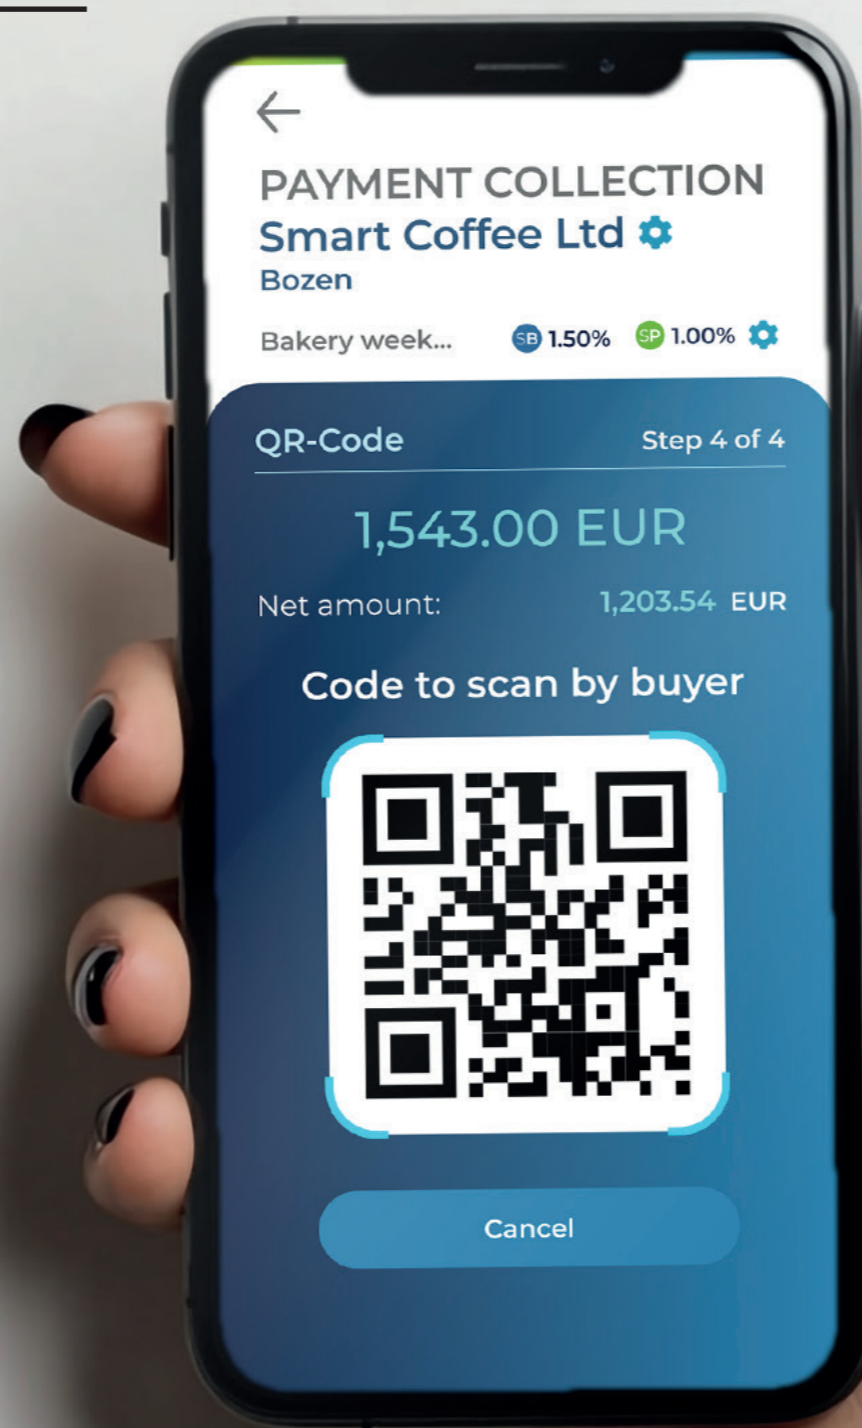 PAYMENT COLLECTION
Smart Coffee Ltd
Bozen
Bakery week... SB 1.50% SP 1.00%
QR-Code Step 4 of 4
1,543.00 EUR
Net amount: 1,203.54 EUR
Code to scan by buyer
Cancel